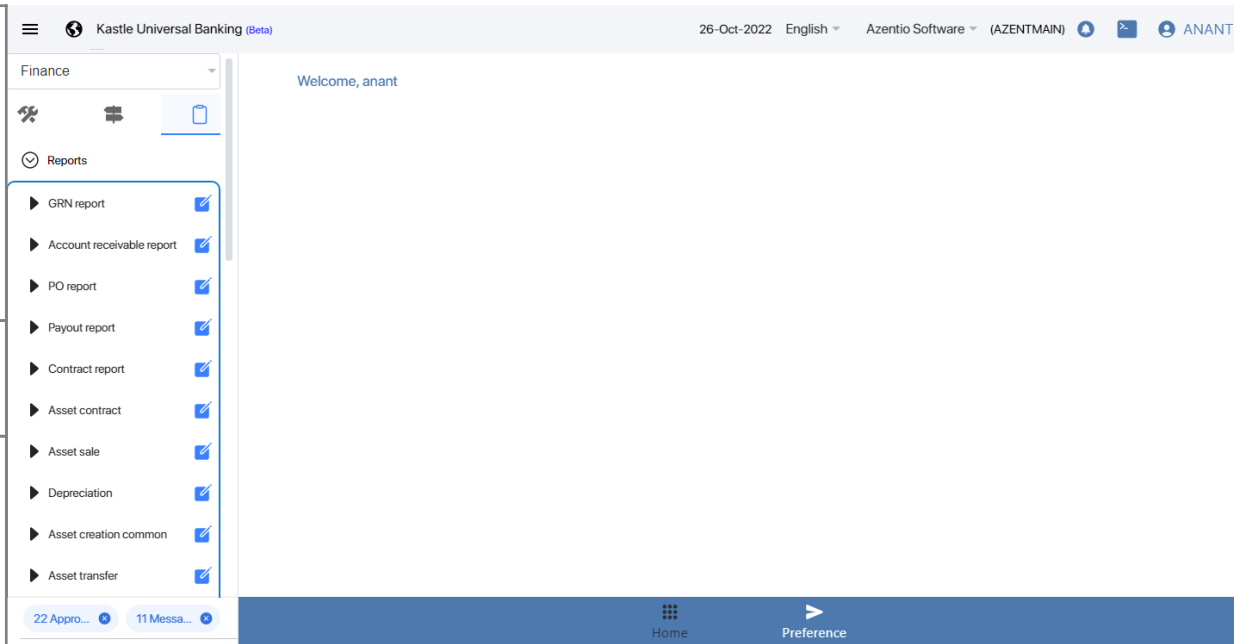 Kastle Universal Banking (Beta)
26-Oct-2022 English Azentio Software (AZENTMAIN) ANANT
Finance
Welcome, anant
Reports
GRN report
Account receivable report
PO report
Payout report
Contract report
Asset contract
Asset sale
Depreciation
Asset creation common
Asset transfer
22 Appro... 11 Messa...
Home Preference